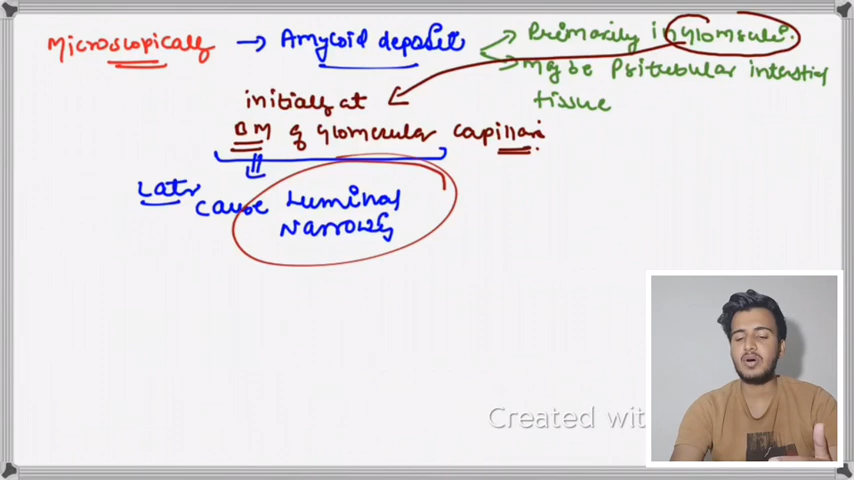 Microscopically → Amyloid deposit
→ Primarily in glomeruli.
→ may be Peritubular interstitial
tissue
initially at
BM of glomerular capillari
Later cause Luminal
Narrowing
Created wit